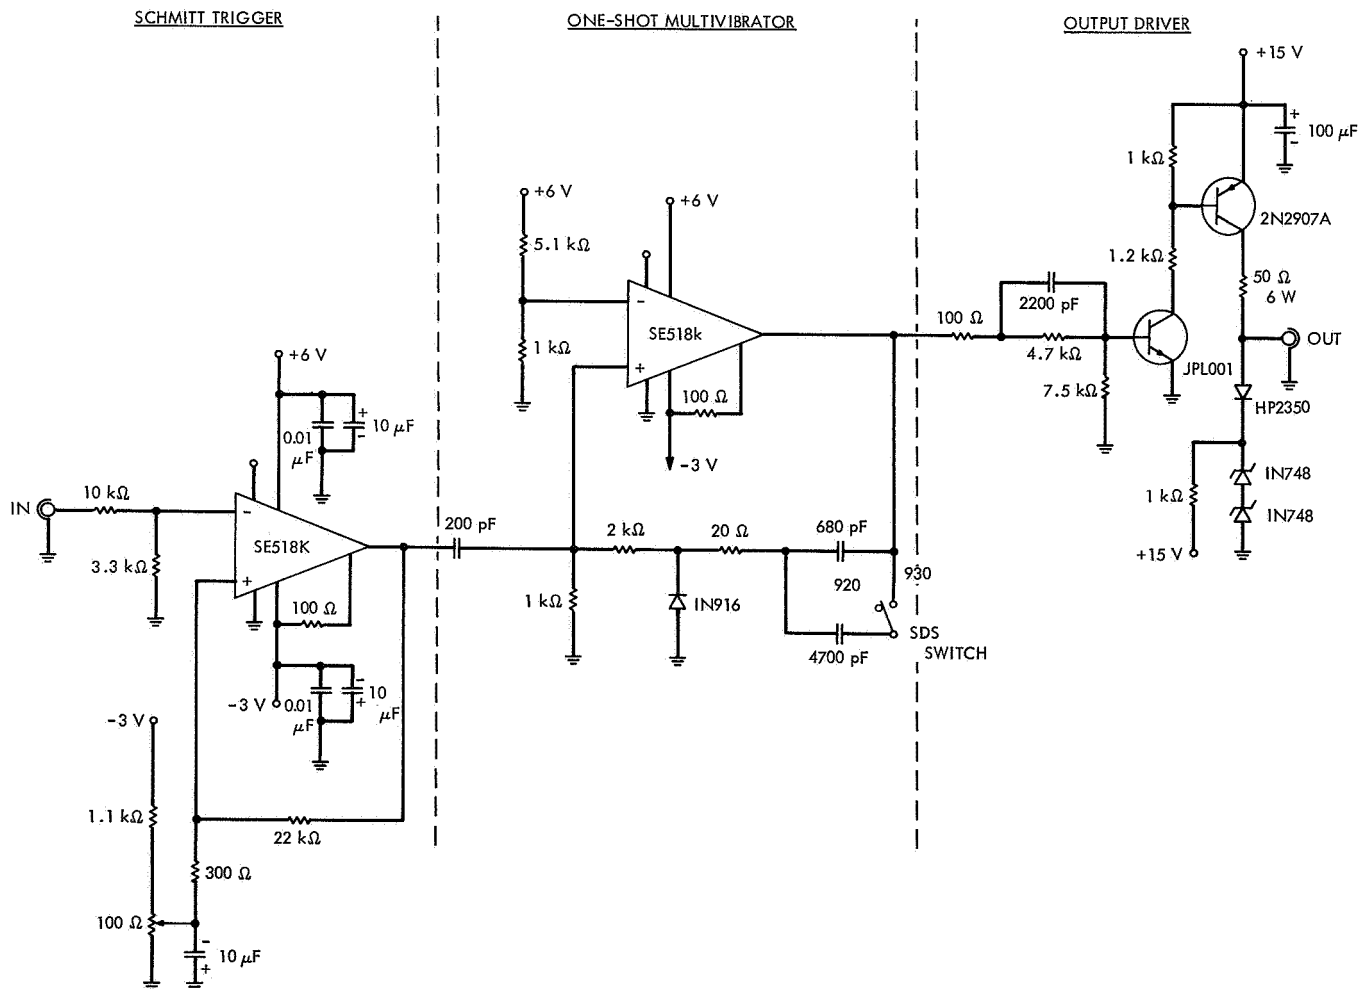 SCHMITT TRIGGER
ONE-SHOT MULTIVIBRATOR
OUTPUT DRIVER
+15 V
100 μF
+
-
1 kΩ
2N2907A
1.2 kΩ
50 Ω
6 W
OUT
JPL001
HP2350
IN748
IN748
1 kΩ
+15 V
100 Ω
2200 pF
4.7 kΩ
7.5 kΩ
+6 V
5.1 kΩ
1 kΩ
+6 V
-
SE518k
+
100 Ω
-3 V
200 pF
2 kΩ
20 Ω
680 pF
1 kΩ
IN916
920
930
4700 pF
SDS
SWITCH
+6 V
0.01
μF
+
-
10 μF
IN
10 kΩ
3.3 kΩ
-
SE518K
+
100 Ω
-3 V
0.01
μF
-
+
10
μF
-3 V
1.1 kΩ
22 kΩ
300 Ω
100 Ω
-
+
10 μF